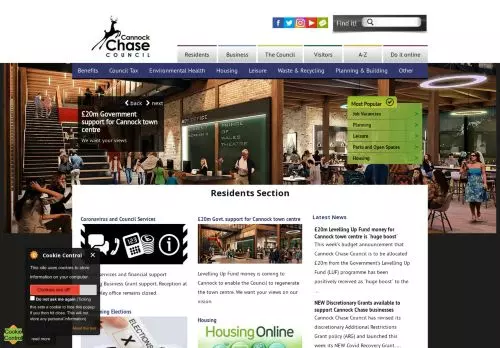 Cannock
Chase
COUNCIL
Find it!
Residents
Business
The Council
Visitors
A-Z
Do it online
Benefits
Council Tax
Environmental Health
Housing
Leisure
Waste & Recycling
Planning & Building
Other
back
next
£20m Government
support for Cannock town
centre
We want your views
PRINCE OF
WALES
THEATRE
Most Popular
Job Vacancies
Planning
Leisure
Parks and Open Spaces
Housing
Residents Section
Coronavirus and Council Services
services and financial support
Business Grant support. Reception at
office remains closed.
Elections
£20m Govt. support for Cannock town centre
Levelling Up Fund money is coming to
Cannock to enable the Council to regenerate
the town centre. We want your views on our
vision
Housing
HousingOnline
Latest News
£20m Levelling Up Fund money for
Cannock town centre is 'huge boost'
This week's budget announcement that
Cannock Chase Council is to be allocated
£20m from the Government's Levelling Up
Fund (LUF) programme has been
positively received as 'huge boost' to the
NEW Discretionary Grants available to
support Cannock Chase businesses
Cannock Chase Council has revised its
discretionary Additional Restrictions
Grant policy (ARG) and launched this
week its NEW Covid Recovery Grant
Cookie Control
This site uses cookies to store
information on your computer.
Cookies are off
Do not ask me again (Ticking
this sets a cookie to hide this popup
if you then hit close. This will not
store any personal information)
About this tool
read more
Cookie
Control